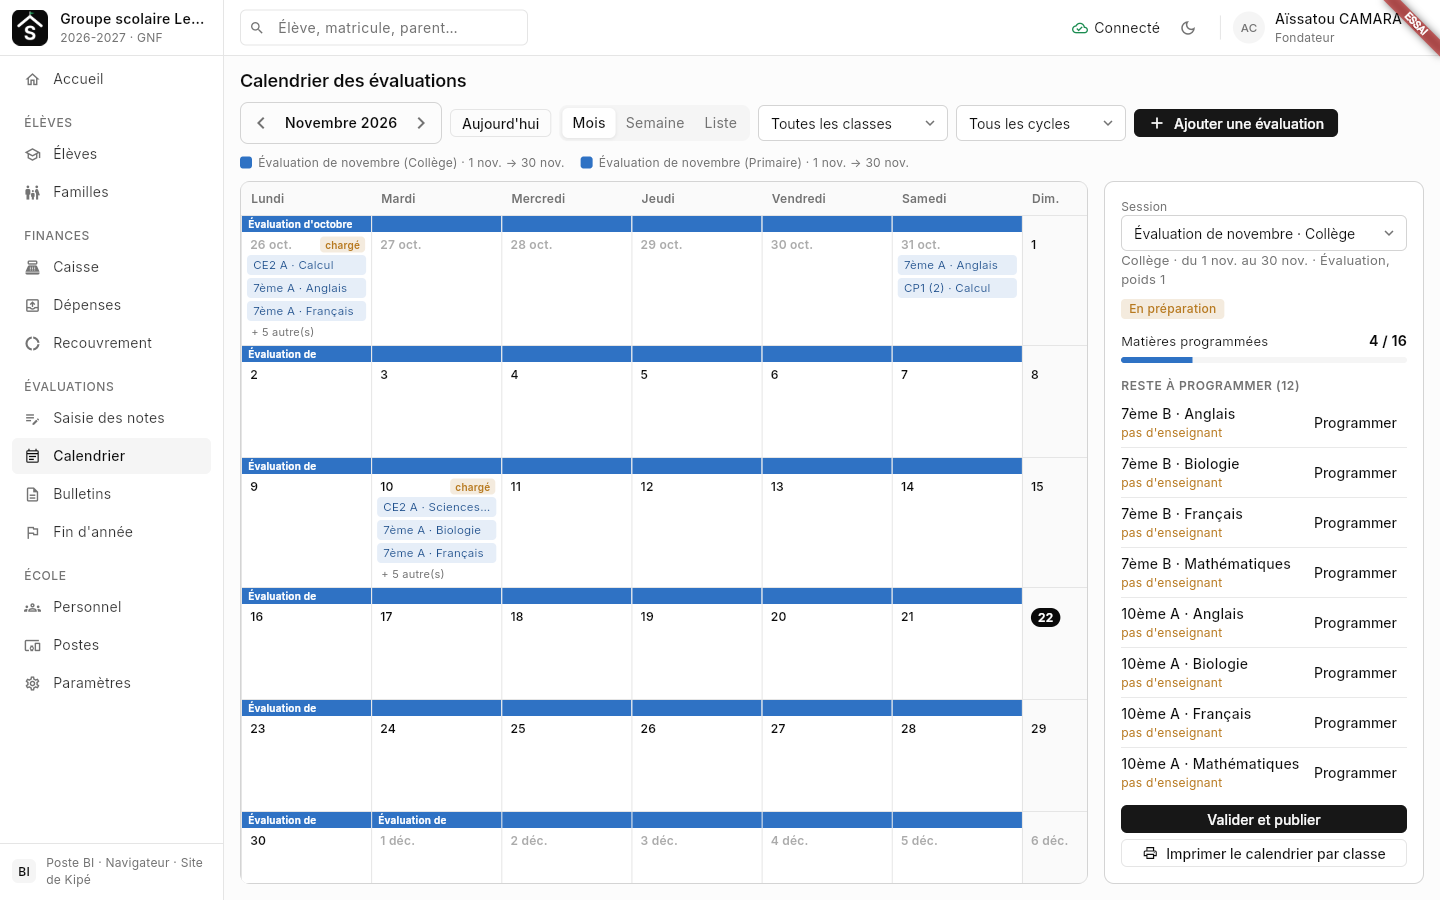 Groupe scolaire Le...
2026-2027 · GNF
Élève, matricule, parent...
Connecté
AC
Aïssatou CAMARA
Fondateur
ESSAI
Accueil
ÉLÈVES
Élèves
Familles
FINANCES
Caisse
Dépenses
Recouvrement
ÉVALUATIONS
Saisie des notes
Calendrier
Bulletins
Fin d'année
ÉCOLE
Personnel
Postes
Paramètres
BI
Poste BI · Navigateur · Site
de Kipé
Calendrier des évaluations
Novembre 2026
Aujourd'hui
Mois
Semaine
Liste
Toutes les classes
Tous les cycles
Ajouter une évaluation
Évaluation de novembre (Collège) · 1 nov. → 30 nov.
Évaluation de novembre (Primaire) · 1 nov. → 30 nov.
Lundi Mardi Mercredi Jeudi Vendredi Samedi Dim.
Évaluation d'octobre
26 oct. chargé 27 oct. 28 oct. 29 oct. 30 oct. 31 oct. 1
CE2 A · Calcul 7ème A · Anglais
7ème A · Anglais CP1 (2) · Calcul
7ème A · Français
+ 5 autre(s)
Évaluation de
2 3 4 5 6 7 8
Évaluation de
9 10 chargé 11 12 13 14 15
CE2 A · Sciences...
7ème A · Biologie
7ème A · Français
+ 5 autre(s)
Évaluation de
16 17 18 19 20 21 22
Évaluation de
23 24 25 26 27 28 29
Évaluation de Évaluation de
30 1 déc. 2 déc. 3 déc. 4 déc. 5 déc. 6 déc.
Session
Évaluation de novembre · Collège
Collège · du 1 nov. au 30 nov. · Évaluation,
poids 1
En préparation
Matières programmées 4 / 16
RESTE À PROGRAMMER (12)
7ème B · Anglais
pas d'enseignant
Programmer
7ème B · Biologie
pas d'enseignant
Programmer
7ème B · Français
pas d'enseignant
Programmer
7ème B · Mathématiques
pas d'enseignant
Programmer
10ème A · Anglais
pas d'enseignant
Programmer
10ème A · Biologie
pas d'enseignant
Programmer
10ème A · Français
pas d'enseignant
Programmer
10ème A · Mathématiques
pas d'enseignant
Programmer
Valider et publier
Imprimer le calendrier par classe